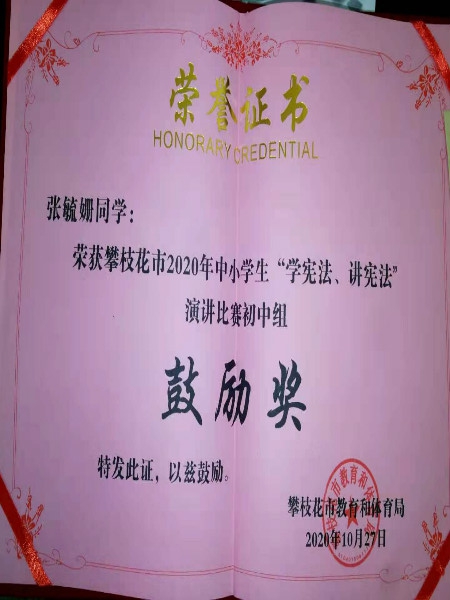 荣誉证书
HONORARY CREDENTIAL
张毓姗同学：
荣获攀枝花市2020年中小学生“学宪法、讲宪法”
演讲比赛初中组
鼓励奖
特发此证，以兹鼓励。
攀枝花市教育和体育局
2020年10月27日